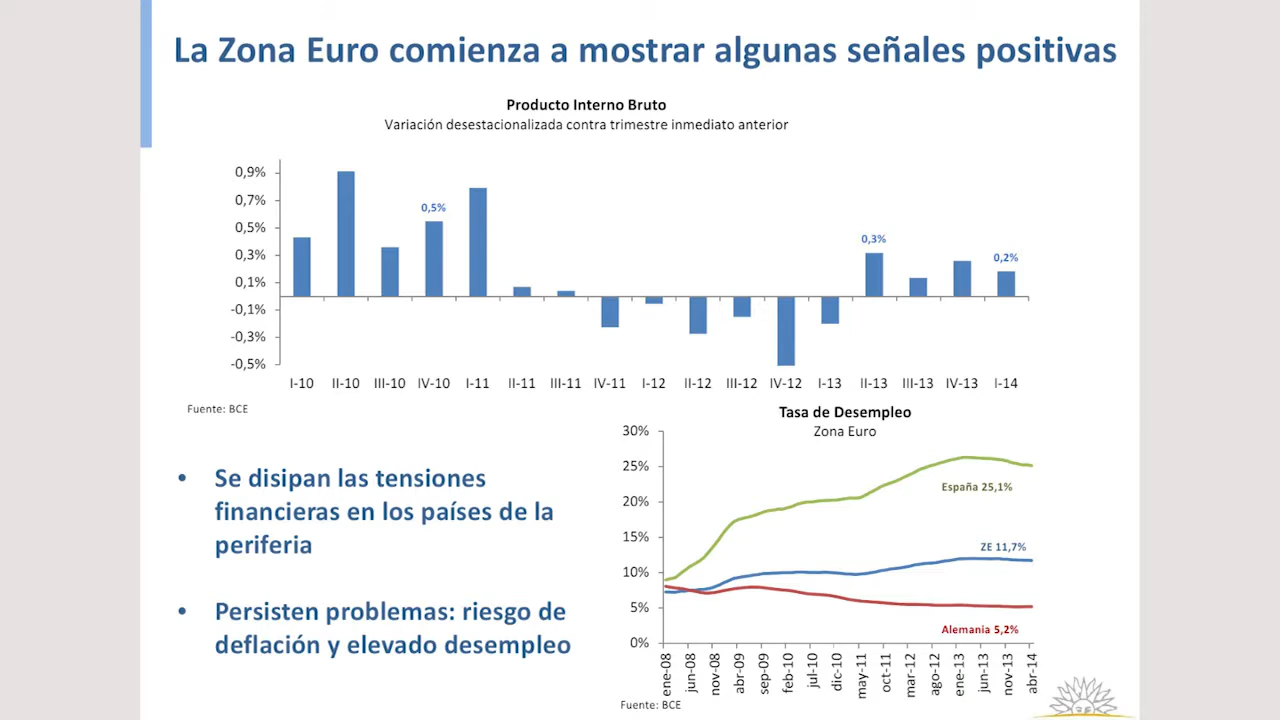 La Zona Euro comienza a mostrar algunas señales positivas
Producto Interno Bruto
Variación desestacionalizada contra trimestre inmediato anterior
0,9%
0,7%
0,5%
0,3%
0,1%
-0,1%
-0,3%
-0,5%
0,5%
0,3%
0,2%
I-10 II-10 III-10 IV-10 I-11 II-11 III-11 IV-11 I-12 II-12 III-12 IV-12 I-13 II-13 III-13 IV-13 I-14
Fuente: BCE
• Se disipan las tensiones
financieras en los países de la
periferia
• Persisten problemas: riesgo de
deflación y elevado desempleo
Tasa de Desempleo
Zona Euro
30%
25%
20%
15%
10%
5%
0%
España 25,1%
ZE 11,7%
Alemania 5,2%
ene-08 jun-08 nov-08 abr-09 sep-09 feb-10 jul-10 dic-10 may-11 oct-11 mar-12 ago-12 ene-13 jun-13 nov-13 abr-14
Fuente: BCE